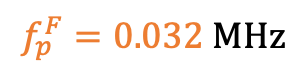 $f_p^F = 0.032$ MHz